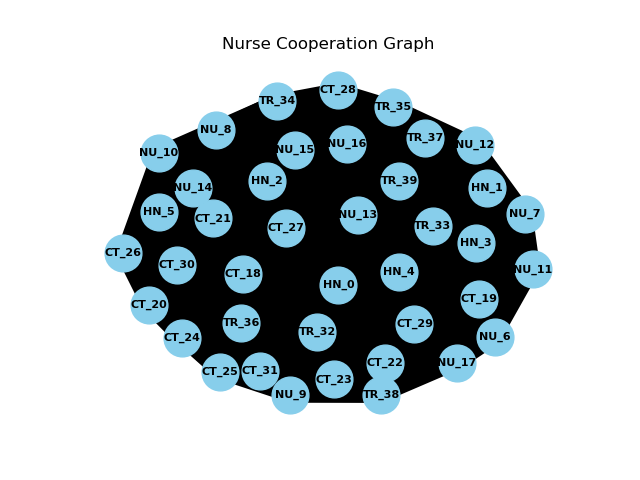 Nurse Cooperation Graph
CT_28
TR_34
TR_35
NU_8
TR_37
NU_16
NU_12
NU_15
NU_10
HN_2
TR_39
NU_14
HN_1
HN_5
NU_7
NU_13
CT_21
TR_33
CT_27
HN_3
CT_26
CT_30
NU_11
HN_4
CT_18
HN_0
CT_19
CT_20
TR_36
CT_29
TR_32
NU_6
CT_24
CT_22
NU_17
CT_31
CT_25
CT_23
NU_9
TR_38